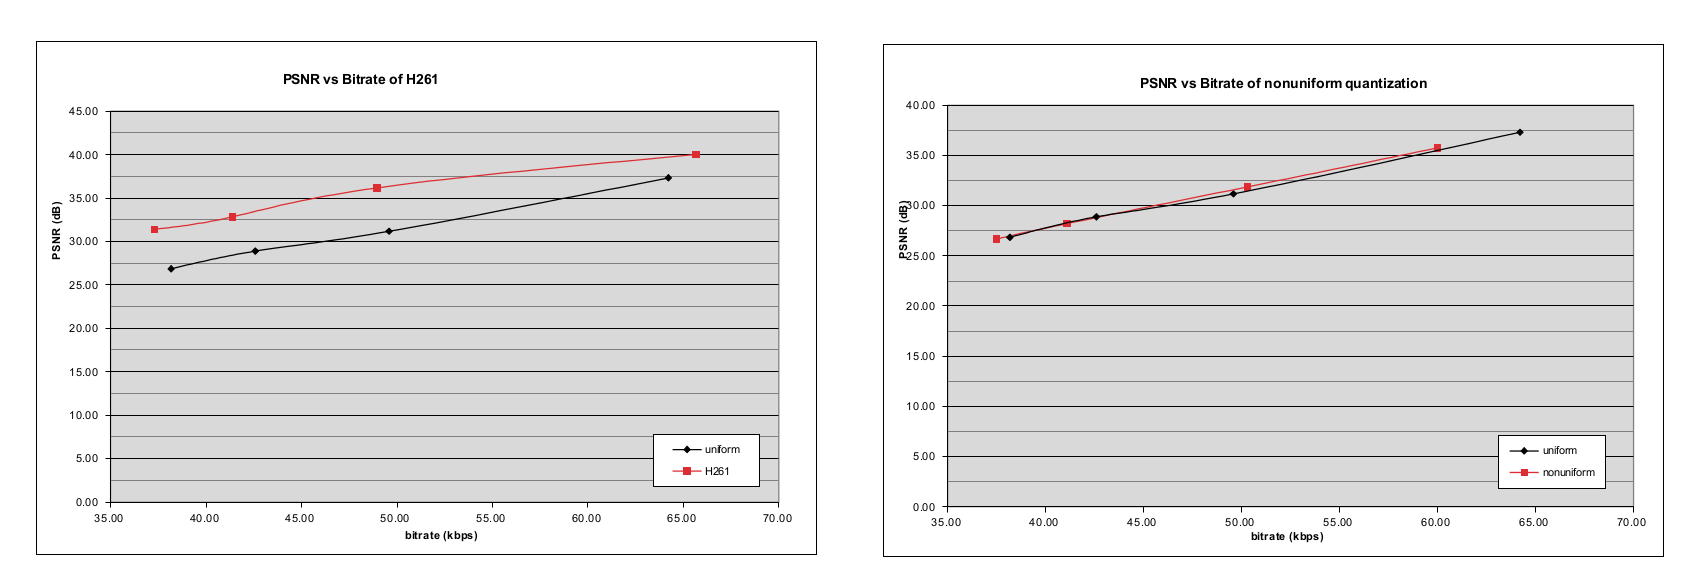 PSNR vs Bitrate of H261
45.00
40.00
35.00
30.00
25.00
20.00
15.00
10.00
5.00
0.00
PSNR (dB)
35.00 40.00 45.00 50.00 55.00 60.00 65.00 70.00
bitrate (kbps)
uniform
H261
PSNR vs Bitrate of nonuniform quantization
40.00
35.00
30.00
25.00
20.00
15.00
10.00
5.00
0.00
PSNR (dB)
35.00 40.00 45.00 50.00 55.00 60.00 65.00 70.00
bitrate (kbps)
uniform
nonuniform